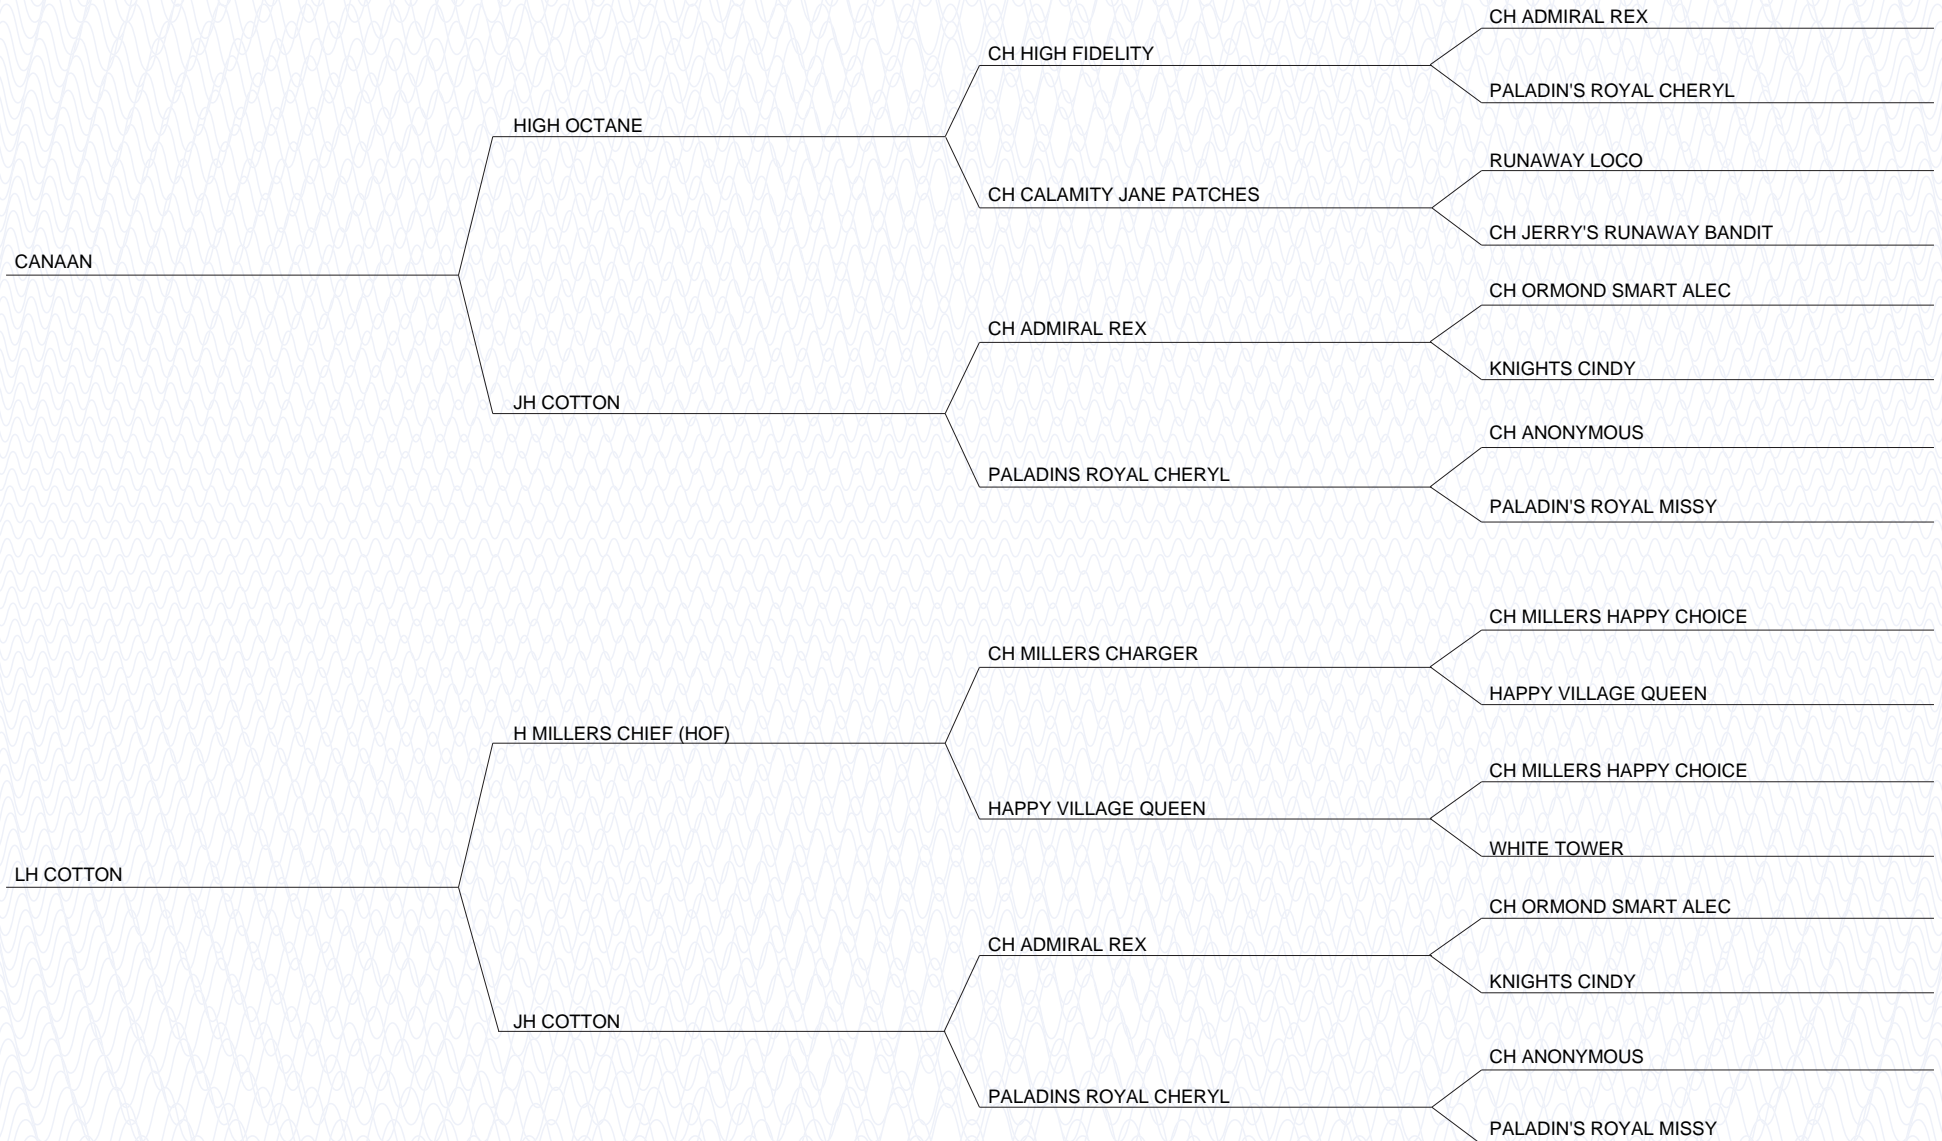 CH ADMIRAL REX
CH HIGH FIDELITY
PALADIN'S ROYAL CHERYL
HIGH OCTANE
RUNAWAY LOCO
CH CALAMITY JANE PATCHES
CH JERRY'S RUNAWAY BANDIT
CANAAN
CH ORMOND SMART ALEC
CH ADMIRAL REX
KNIGHTS CINDY
JH COTTON
CH ANONYMOUS
PALADINS ROYAL CHERYL
PALADIN'S ROYAL MISSY
CH MILLERS HAPPY CHOICE
CH MILLERS CHARGER
HAPPY VILLAGE QUEEN
H MILLERS CHIEF (HOF)
CH MILLERS HAPPY CHOICE
HAPPY VILLAGE QUEEN
WHITE TOWER
LH COTTON
CH ORMOND SMART ALEC
CH ADMIRAL REX
KNIGHTS CINDY
JH COTTON
CH ANONYMOUS
PALADINS ROYAL CHERYL
PALADIN'S ROYAL MISSY